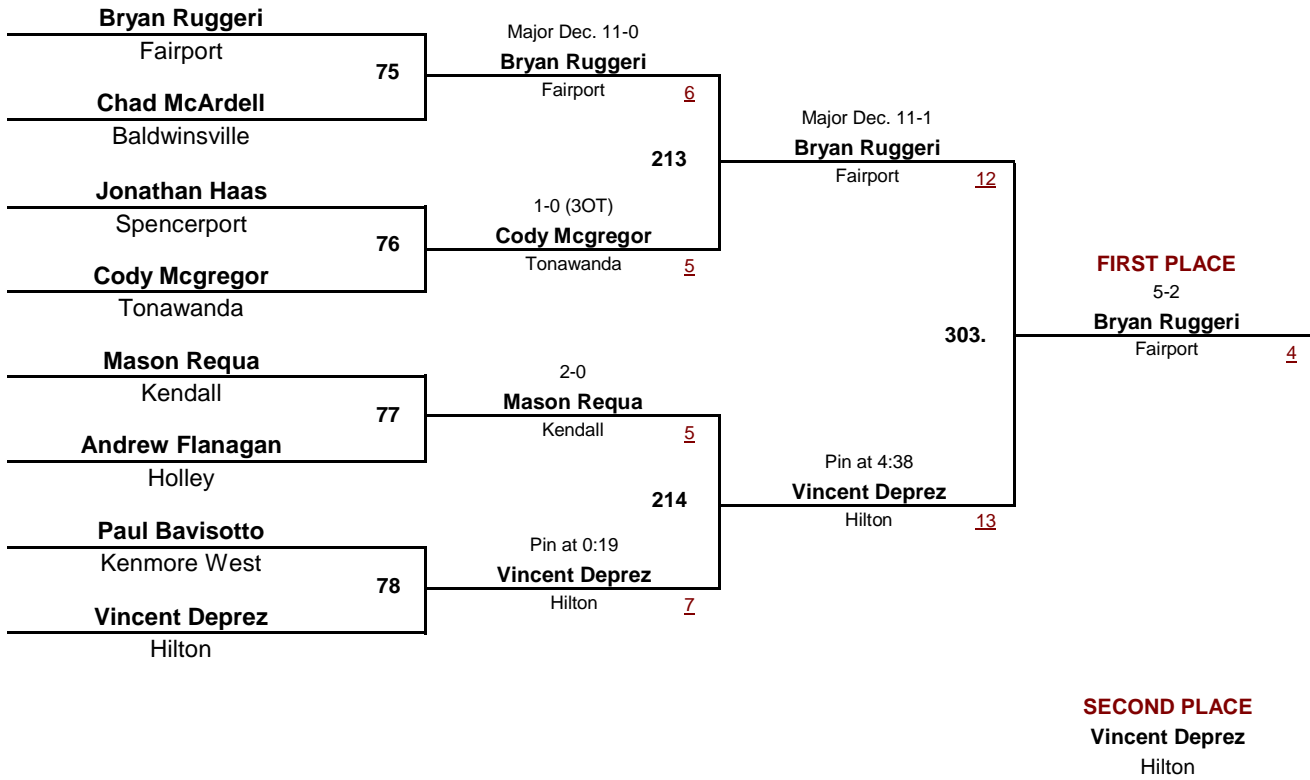 Bryan Ruggeri
Fairport
75
Chad McArdell
Baldwinsville
Jonathan Haas
Spencerport
76
Cody Mcgregor
Tonawanda
Mason Requa
Kendall
77
Andrew Flanagan
Holley
Paul Bavisotto
Kenmore West
78
Vincent Deprez
Hilton
Major Dec. 11-0
Bryan Ruggeri
Fairport 6
213
1-0 (3OT)
Cody Mcgregor
Tonawanda 5
2-0
Mason Requa
Kendall 5
214
Pin at 0:19
Vincent Deprez
Hilton 7
Major Dec. 11-1
Bryan Ruggeri
Fairport 12
303.
Pin at 4:38
Vincent Deprez
Hilton 13
FIRST PLACE
5-2
Bryan Ruggeri
Fairport 4
SECOND PLACE
Vincent Deprez
Hilton